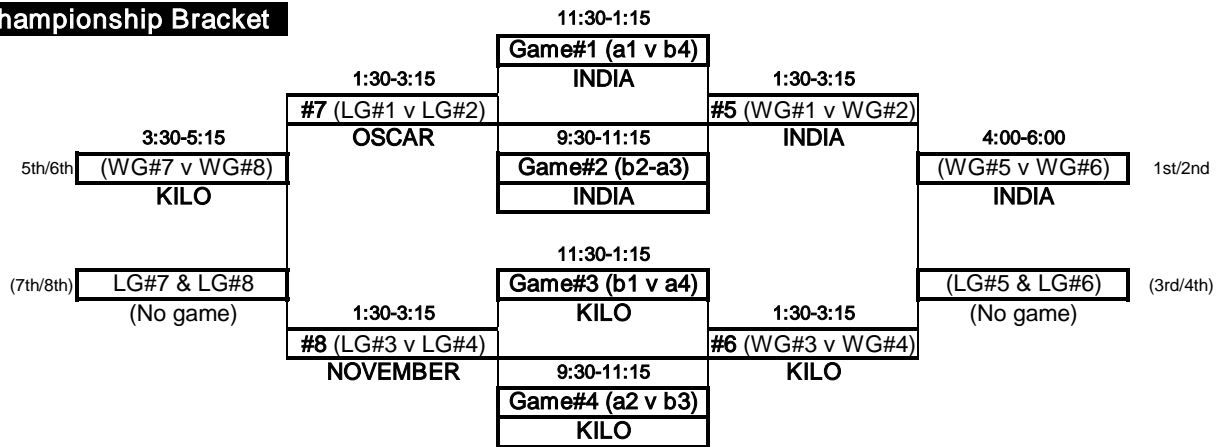 hampionship Bracket
11:30-1:15
Game#1 (a1 v b4)
1:30-3:15 INDIA 1:30-3:15
#7 (LG#1 v LG#2) #5 (WG#1 v WG#2)
3:30-5:15 OSCAR 9:30-11:15 INDIA 4:00-6:00
5th/6th (WG#7 v WG#8) Game#2 (b2-a3) (WG#5 v WG#6) 1st/2nd
KILO INDIA INDIA
11:30-1:15
(7th/8th) LG#7 & LG#8 Game#3 (b1 v a4) (LG#5 & LG#6) (3rd/4th)
(No game) 1:30-3:15 KILO 1:30-3:15 (No game)
#8 (LG#3 v LG#4) #6 (WG#3 v WG#4)
NOVEMBER 9:30-11:15 KILO
Game#4 (a2 v b3)
KILO